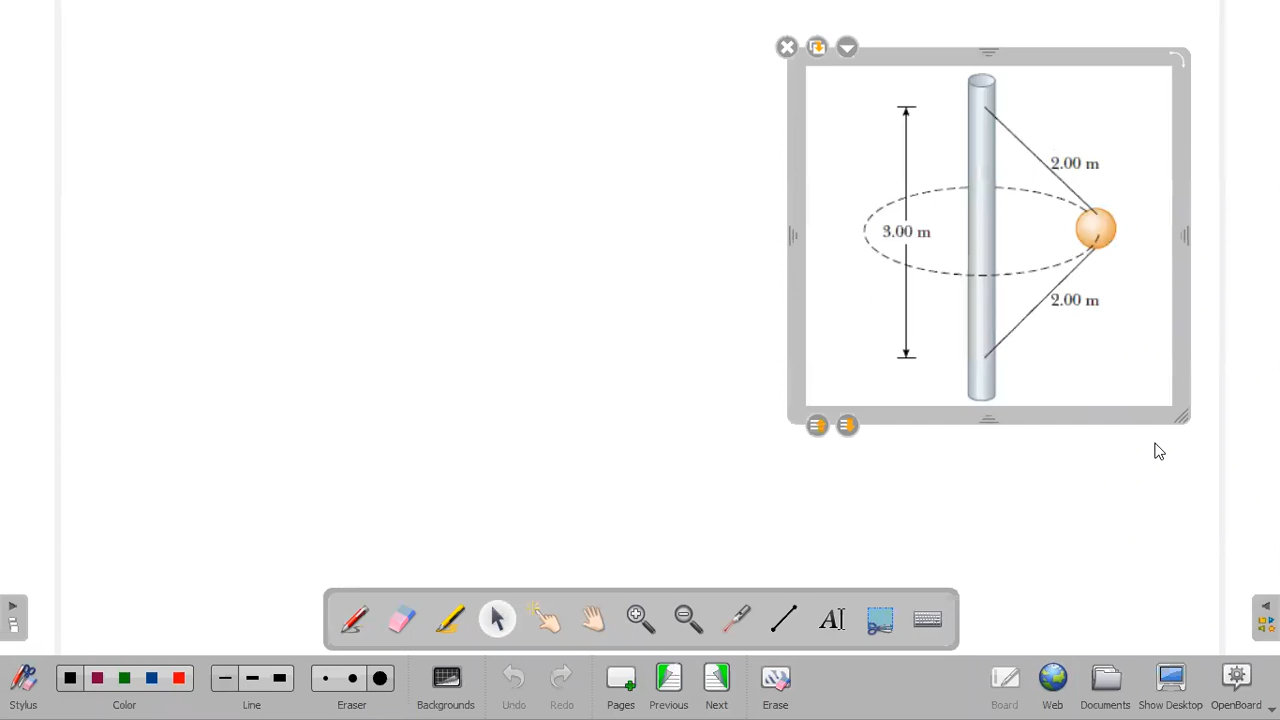 2.00 m
3.00 m
2.00 m
A
Stylus
Color
Line
Eraser
Backgrounds
Undo
Redo
Pages
Previous
Next
Erase
Board
Web
Documents
Show Desktop
OpenBoard